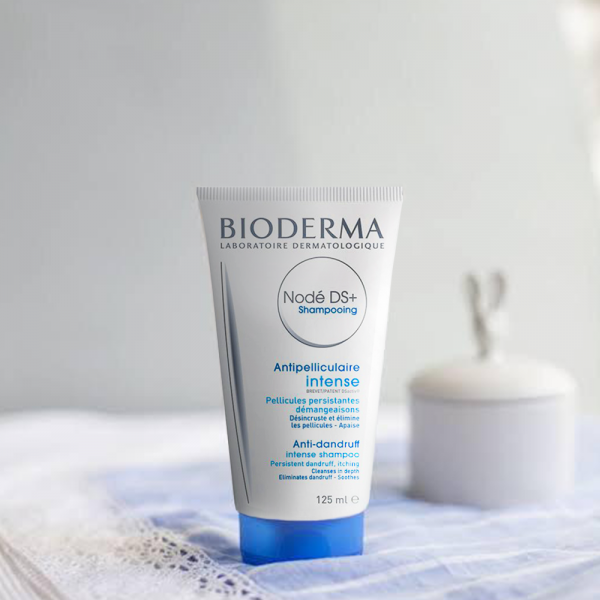 BIODERMA
LABORATOIRE DERMATOLOGIQUE
Nodé DS+
Shampooing
Antipelliculaire
intense
Pellicules persistantes
démangeaisons
Désincruste et élimine
les pellicules - Apaise
Anti-dandruff
intense shampoo
Persistent dandruff, itching
Cleanses in depth
Eliminates dandruff - Soothes
125 ml ℮